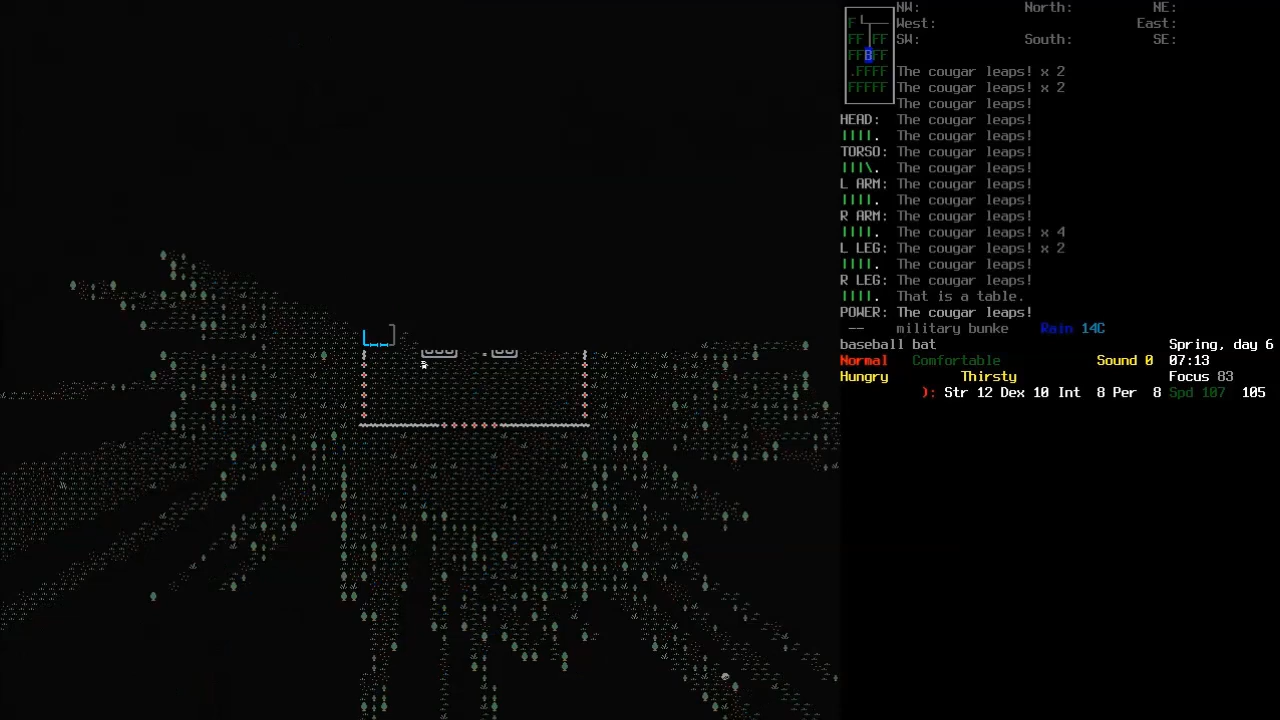 NW: North: NE:
F West: East:
FF FF SW: South: SE:
FF8FF
.FFFF The cougar leaps! x 2
FFFFF The cougar leaps! x 2
The cougar leaps!
HEAD: The cougar leaps!
||||. The cougar leaps!
TORSO: The cougar leaps!
|||\. The cougar leaps!
L ARM: The cougar leaps!
||||. The cougar leaps!
R ARM: The cougar leaps!
||||. The cougar leaps! x 4
L LEG: The cougar leaps! x 2
||||. The cougar leaps!
R LEG: The cougar leaps!
||||. That is a table.
POWER: The cougar leaps!
-- military bunke Rain 14C
baseball bat Spring, day 6
Normal Comfortable Sound 0 07:13
Hungry Thirsty Focus 83
): Str 12 Dex 10 Int 8 Per 8 Spd 107 105